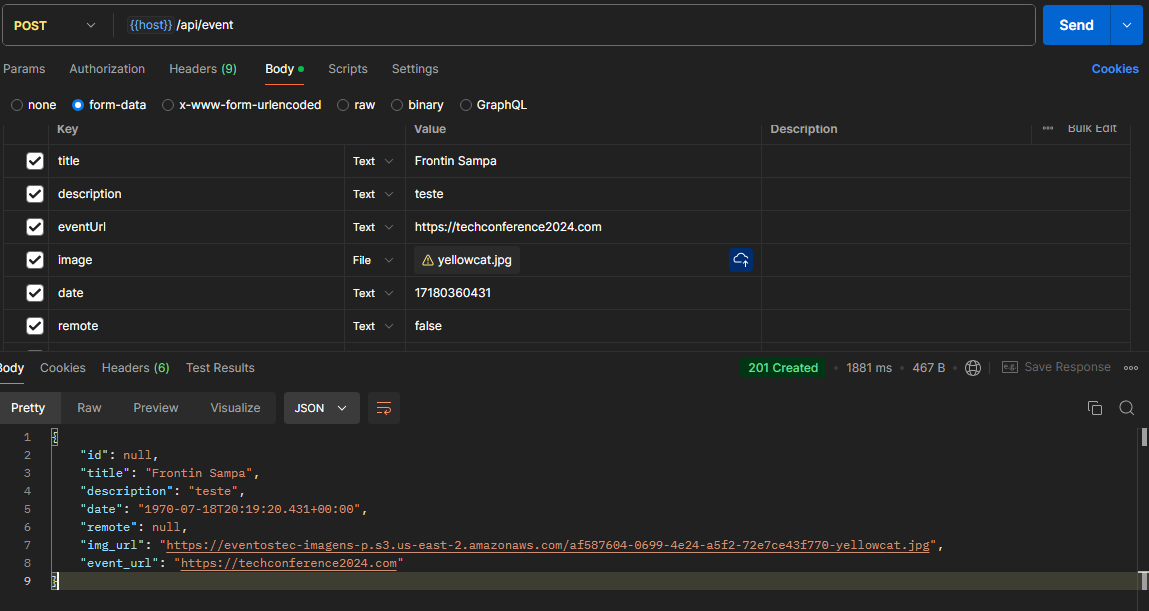 POST {{host}} /api/event Send
Params Authorization Headers (9) Body Scripts Settings Cookies
none form-data x-www-form-urlencoded raw binary GraphQL
Key Value Description Bulk Edit
title Text Frontin Sampa
description Text teste
eventUrl Text https://techconference2024.com
image File yellowcat.jpg
date Text 17180360431
remote Text false
Body Cookies Headers (6) Test Results 201 Created 1881 ms 467 B e.g. Save Response
Pretty Raw Preview Visualize JSON
1 {
2 "id": null,
3 "title": "Frontin Sampa",
4 "description": "teste",
5 "date": "1970-07-18T20:19:20.431+00:00",
6 "remote": null,
7 "img_url": "https://eventostec-imagens-p.s3.us-east-2.amazonaws.com/af587604-0699-4e24-a5f2-72e7ce43f770-yellowcat.jpg",
8 "event_url": "https://techconference2024.com"
9 }